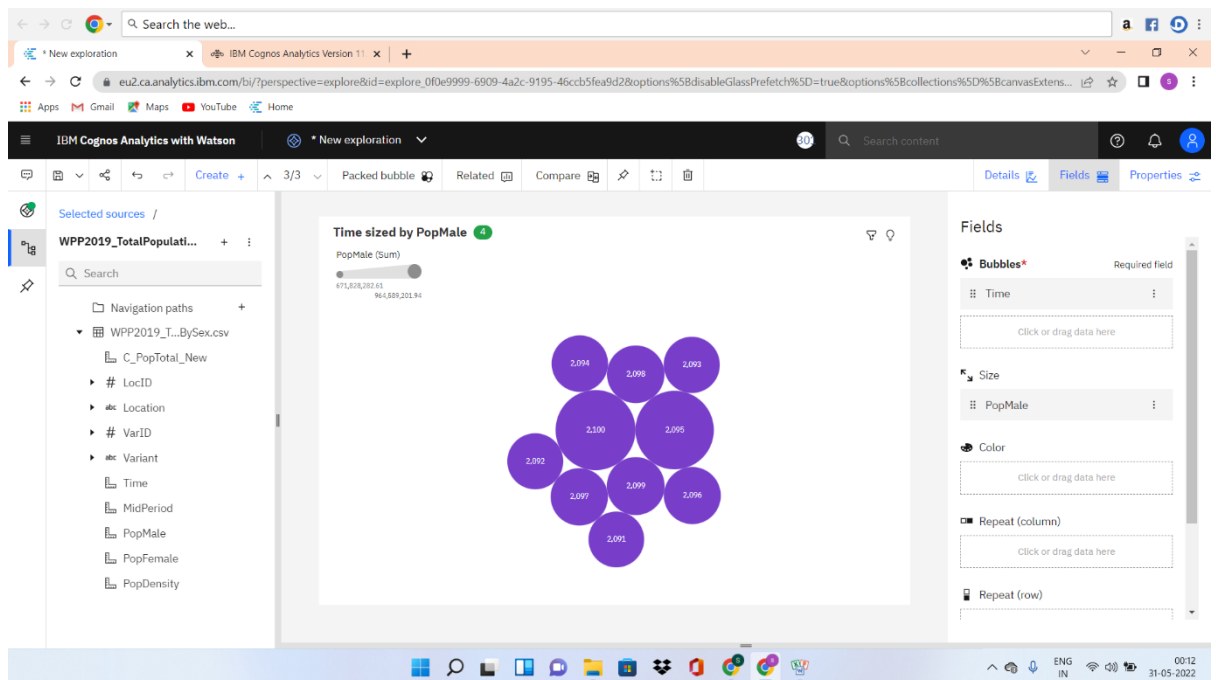 Search the web...
* New exploration
IBM Cognos Analytics Version 11
eu2.ca.analytics.ibm.com/bi/?perspective=explore&id=explore_0f0e9999-6909-4a2c-9195-46ccb5fea9d2&options%5BdisableGlassPrefetch%5D=true&options%5Bcollections%5D%5BcanvasExtens...
Apps Gmail Maps YouTube Home
IBM Cognos Analytics with Watson * New exploration Search content
Create + 3/3 Packed bubble Related Compare Details Fields Properties
Selected sources /
WPP2019_TotalPopulati...
Search
Navigation paths
WPP2019_T...BySex.csv
C_PopTotal_New
# LocID
abc Location
# VarID
abc Variant
Time
MidPeriod
PopMale
PopFemale
PopDensity
Time sized by PopMale 4
PopMale (Sum)
671,828,282.61
964,589,201.94
2,094
2,098
2,093
2,100
2,095
2,092
2,097
2,099
2,096
2,091
Fields
Bubbles* Required field
Time
Click or drag data here
Size
PopMale
Color
Click or drag data here
Repeat (column)
Click or drag data here
Repeat (row)
ENG
IN
00:12
31-05-2022